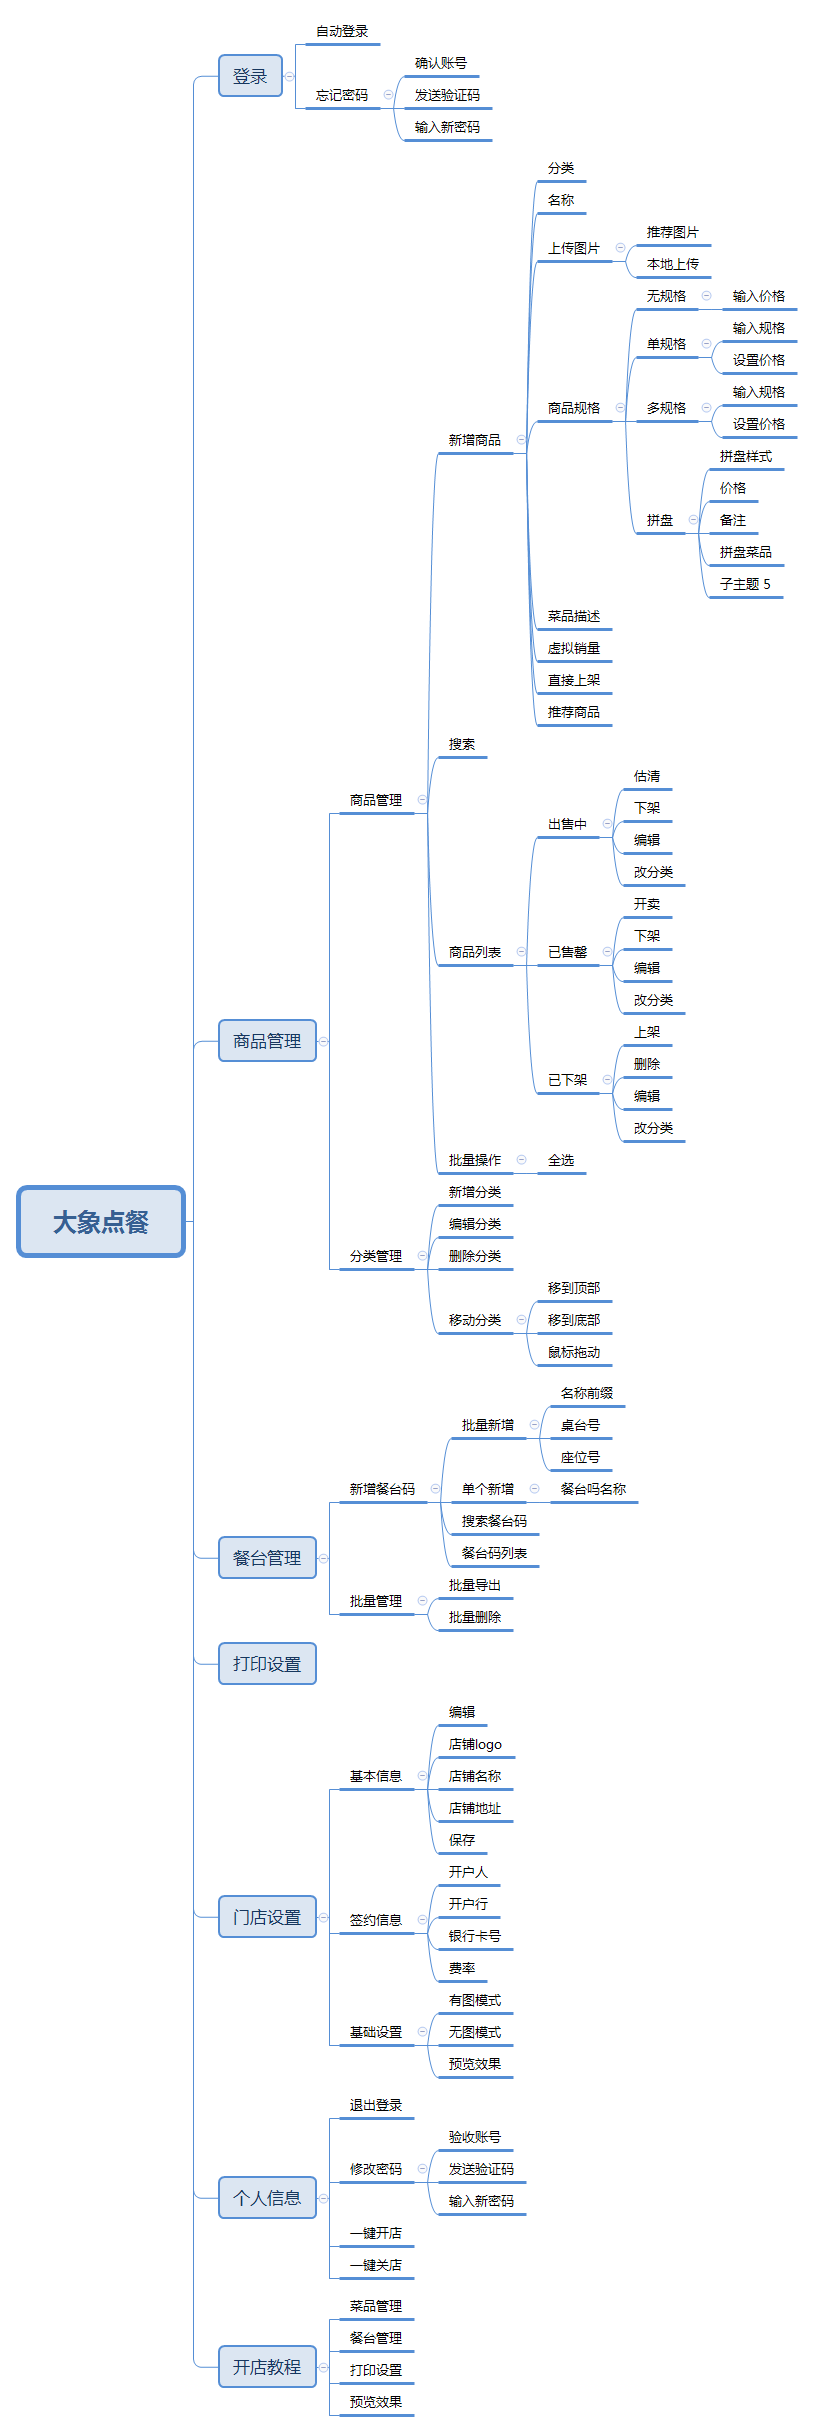 大象点餐
登录
自动登录
忘记密码
确认账号
发送验证码
输入新密码
商品管理
商品管理
新增商品
分类
名称
上传图片
推荐图片
本地上传
商品规格
无规格
输入价格
单规格
输入规格
设置价格
多规格
输入规格
设置价格
拼盘
拼盘样式
价格
备注
拼盘菜品
子主题 5
菜品描述
虚拟销量
直接上架
推荐商品
搜索
商品列表
出售中
估清
下架
编辑
改分类
已售罄
开卖
下架
编辑
改分类
已下架
上架
删除
编辑
改分类
批量操作
全选
分类管理
新增分类
编辑分类
删除分类
移动分类
移到顶部
移到底部
鼠标拖动
餐台管理
新增餐台码
批量新增
名称前缀
桌台号
座位号
单个新增
餐台吗名称
搜索餐台码
餐台码列表
批量管理
批量导出
批量删除
打印设置
门店设置
基本信息
编辑
店铺logo
店铺名称
店铺地址
保存
签约信息
开户人
开户行
银行卡号
费率
基础设置
有图模式
无图模式
预览效果
个人信息
退出登录
修改密码
验收账号
发送验证码
输入新密码
一键开店
一键关店
开店教程
菜品管理
餐台管理
打印设置
预览效果